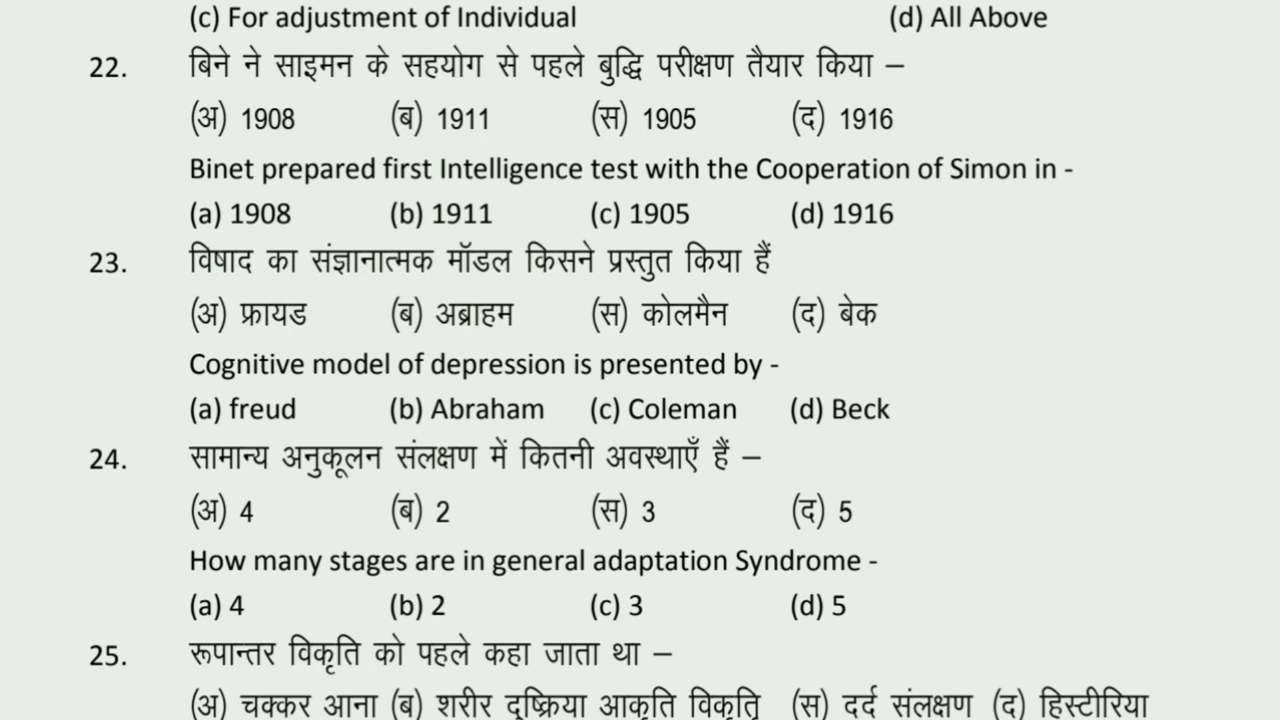 (c) For adjustment of Individual (d) All Above
22. बिने ने साइमन के सहयोग से पहले बुद्धि परीक्षण तैयार किया –
(अ) 1908 (ब) 1911 (स) 1905 (द) 1916
Binet prepared first Intelligence test with the Cooperation of Simon in -
(a) 1908 (b) 1911 (c) 1905 (d) 1916
23. विषाद का संज्ञानात्मक मॉडल किसने प्रस्तुत किया हैं
(अ) फ्रायड (ब) अब्राहम (स) कोलमैन (द) बेक
Cognitive model of depression is presented by -
(a) freud (b) Abraham (c) Coleman (d) Beck
24. सामान्य अनुकूलन संलक्षण में कितनी अवस्थाएँ हैं –
(अ) 4 (ब) 2 (स) 3 (द) 5
How many stages are in general adaptation Syndrome -
(a) 4 (b) 2 (c) 3 (d) 5
25. रूपान्तर विकृति को पहले कहा जाता था –
(अ) चक्कर आना (ब) शरीर दुष्क्रिया आकृति विकृति (स) दर्द संलक्षण (द) हिस्टीरिया